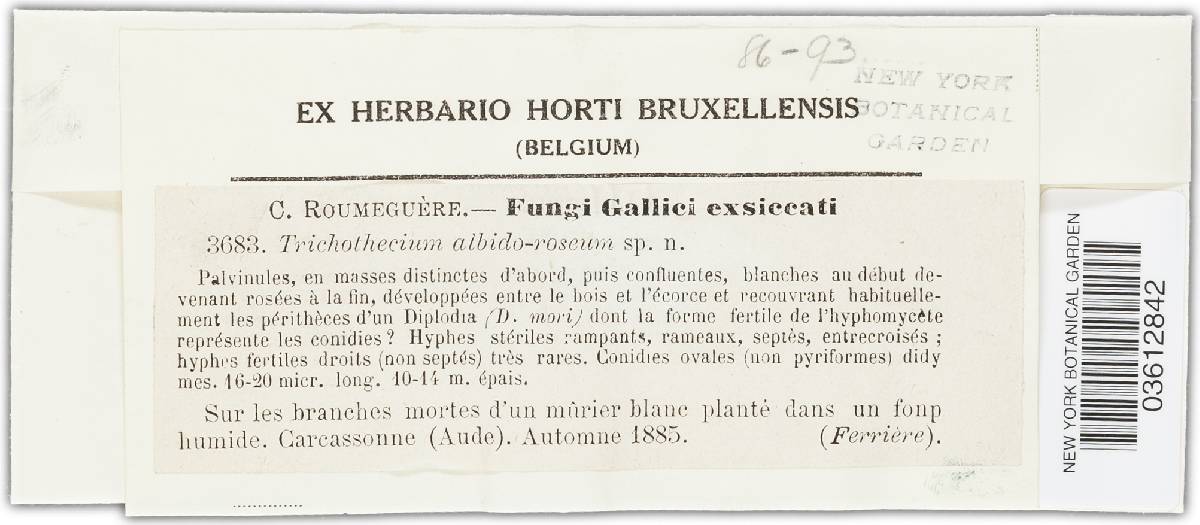 86-93
NEW YORK
BOTANICAL
GARDEN
EX HERBARIO HORTI BRUXELLENSIS
(BELGIUM)
C. ROUMEGUÈRE.— Fungi Gallici exsiccati
3683. Trichothecium albido-roseum sp. n.
Palvinules, en masses distinctes d'abord, puis confluentes, blanches au début de-
venant rosées à la fin, développées entre le bois et l'écorce et recouvrant habituelle-
ment les périthèces d'un Diplodia (D. mori) dont la forme fertile de l'hyphomycète
représente les conidies ? Hyphes stériles rampants, rameaux, septès, entrecroisés ;
hyphes fertiles droits (non septés) très rares. Conidies ovales (non pyriformes) didy
mes. 16-20 micr. long. 10-14 m. épais.
Sur les branches mortes d'un mûrier blanc planté dans un fonp
humide. Carcassonne (Aude). Automne 1885. (Ferrière).
NEW YORK BOTANICAL GARDEN
03612842